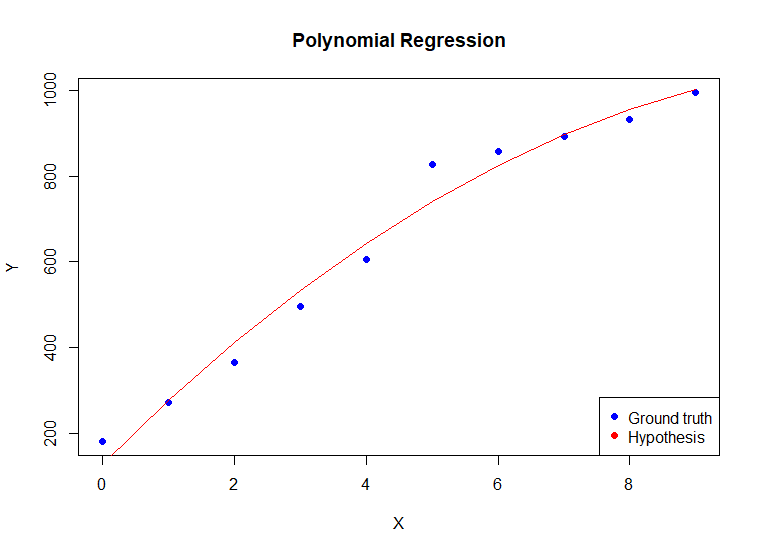 Polynomial Regression
Y
1000
800
600
400
200
0 2 4 6 8
X
Ground truth
Hypothesis